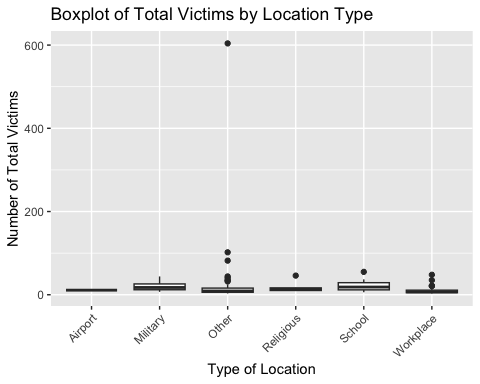 Boxplot of Total Victims by Location Type
Number of Total Victims
600
400
200
0
Airport
Military
Other
Religious
School
Workplace
Type of Location